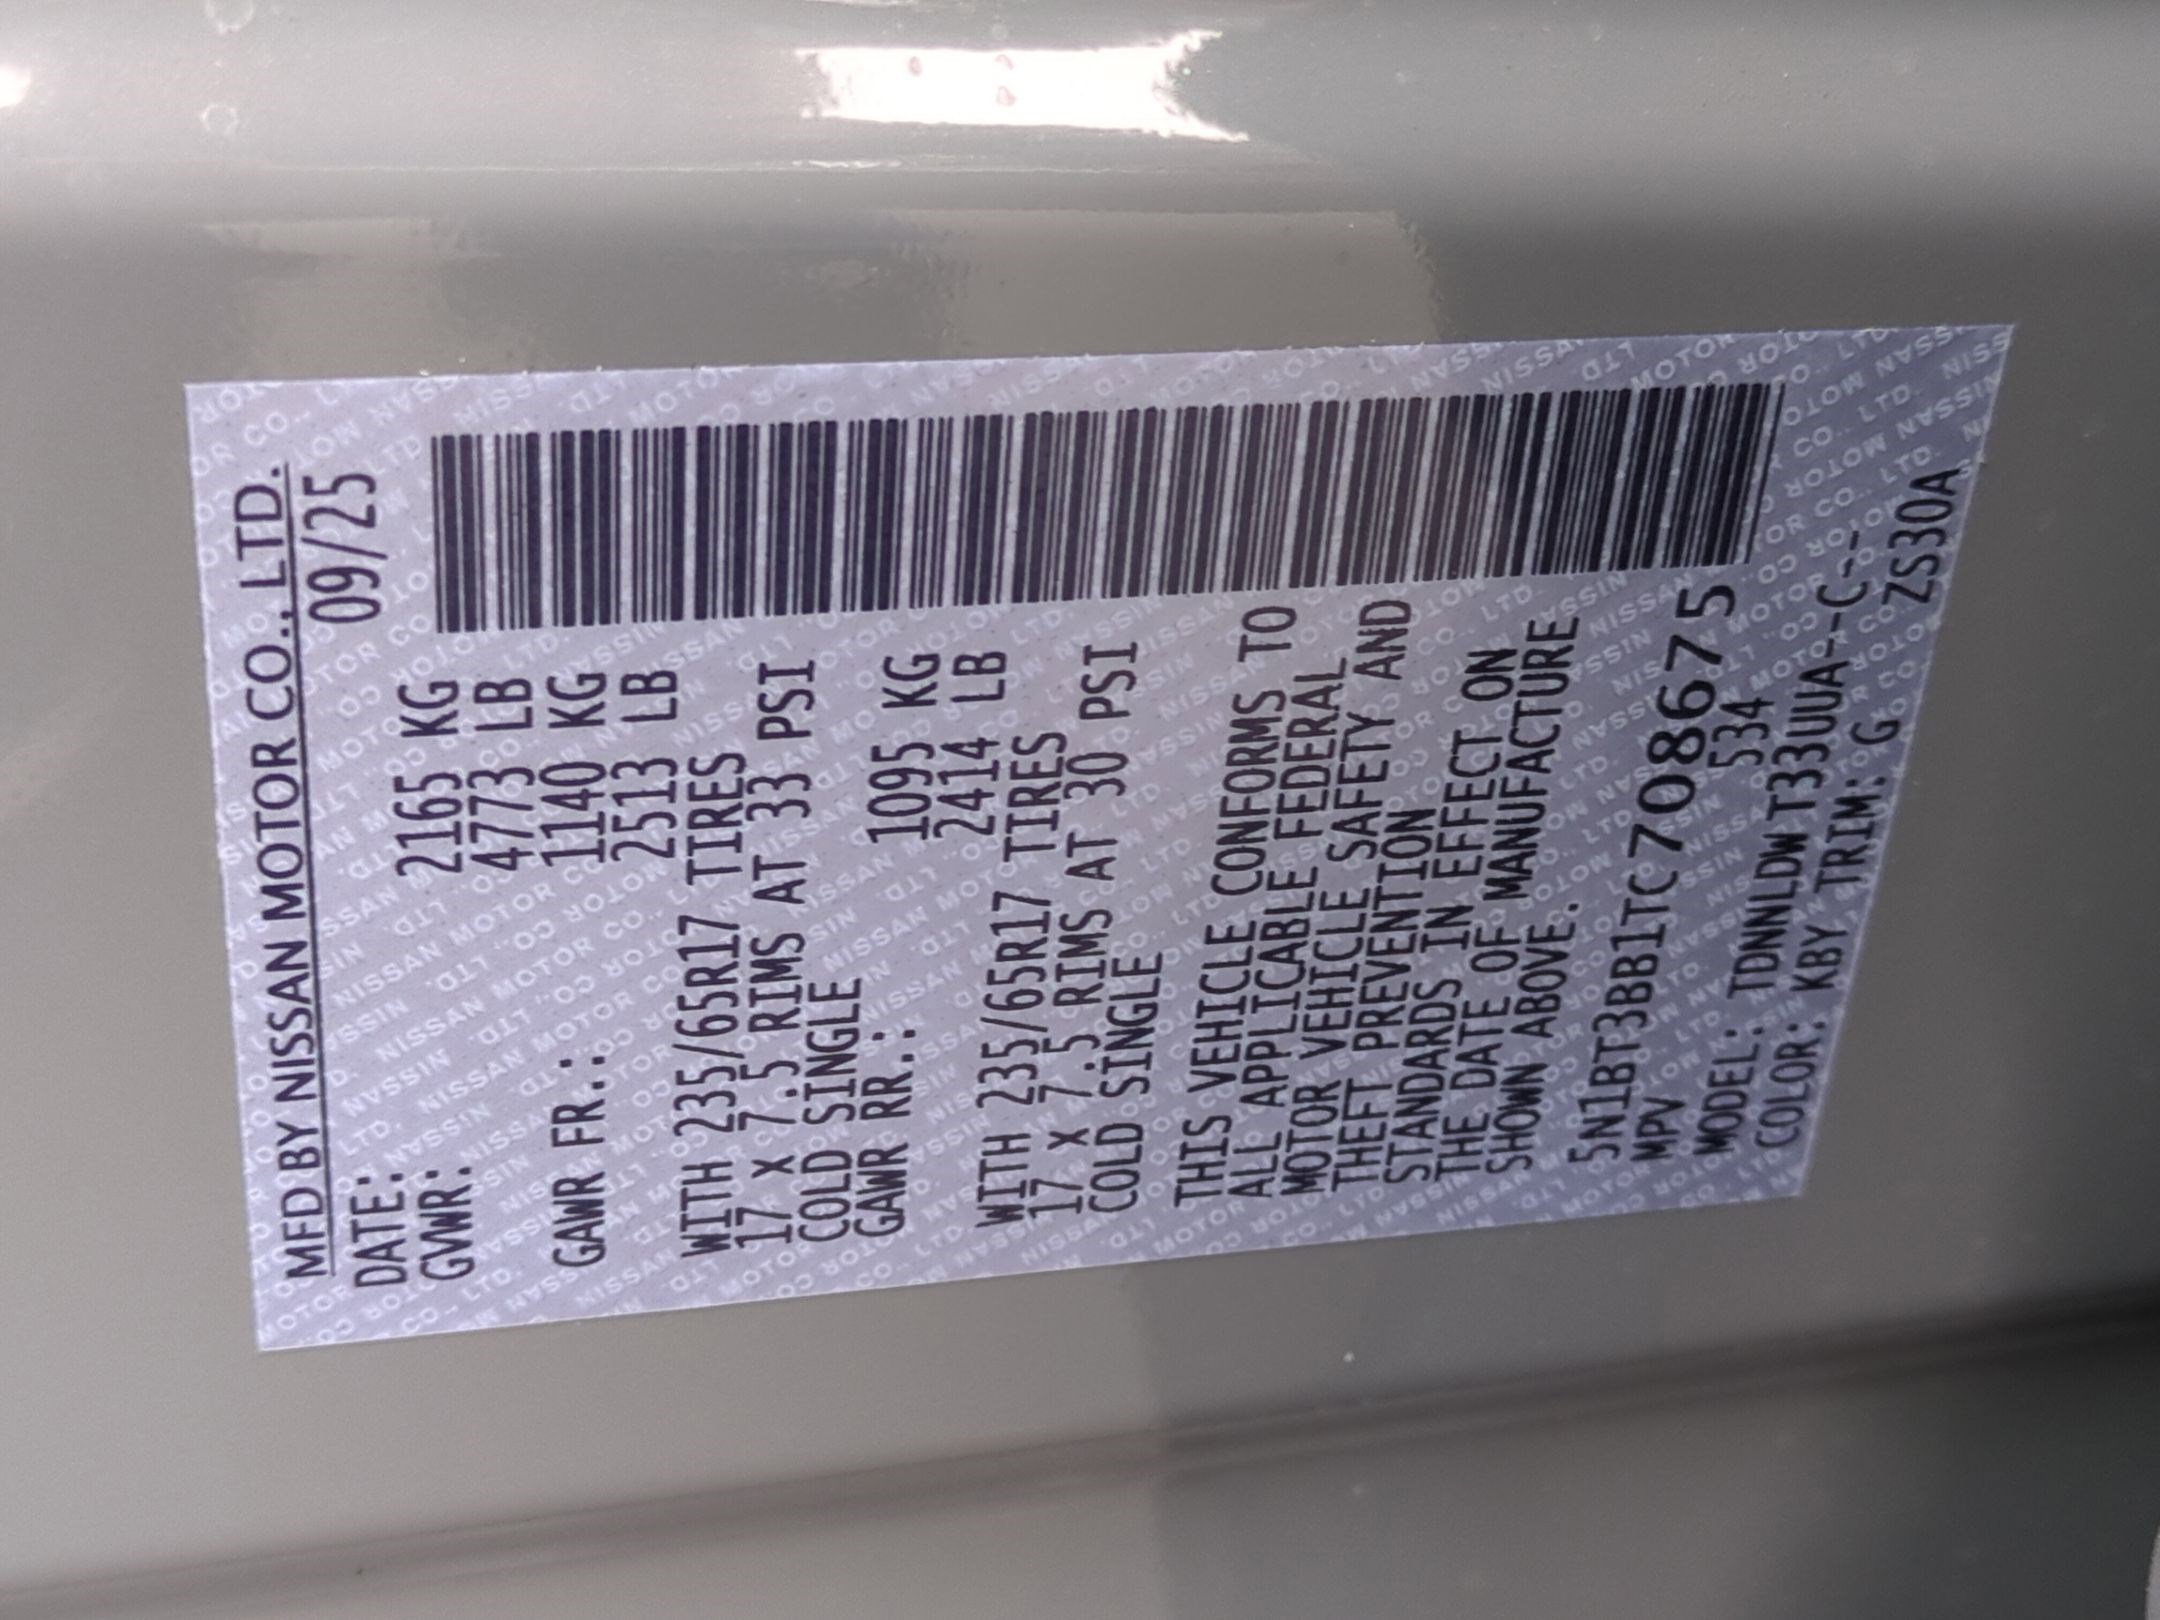 MFD BY NISSAN MOTOR CO., LTD.
DATE: 09/25
GVWR: 2165 KG
4773 LB
GAWR FR.: 1140 KG
2513 LB
WITH 235/65R17 TIRES
17 X 7.5 RIMS AT 33 PSI
COLD SINGLE
GAWR RR.: 1095 KG
2414 LB
WITH 235/65R17 TIRES
17 X 7.5 RIMS AT 30 PSI
COLD SINGLE
THIS VEHICLE CONFORMS TO
ALL APPLICABLE FEDERAL
MOTOR VEHICLE SAFETY AND
THEFT PREVENTION
STANDARDS IN EFFECT ON
THE DATE OF MANUFACTURE
SHOWN ABOVE.
5N1BT3BB1TC708675
MPV 534
MODEL: TDNNLDWT33UUA--C--
COLOR: KBY TRIM: G
ZS30A